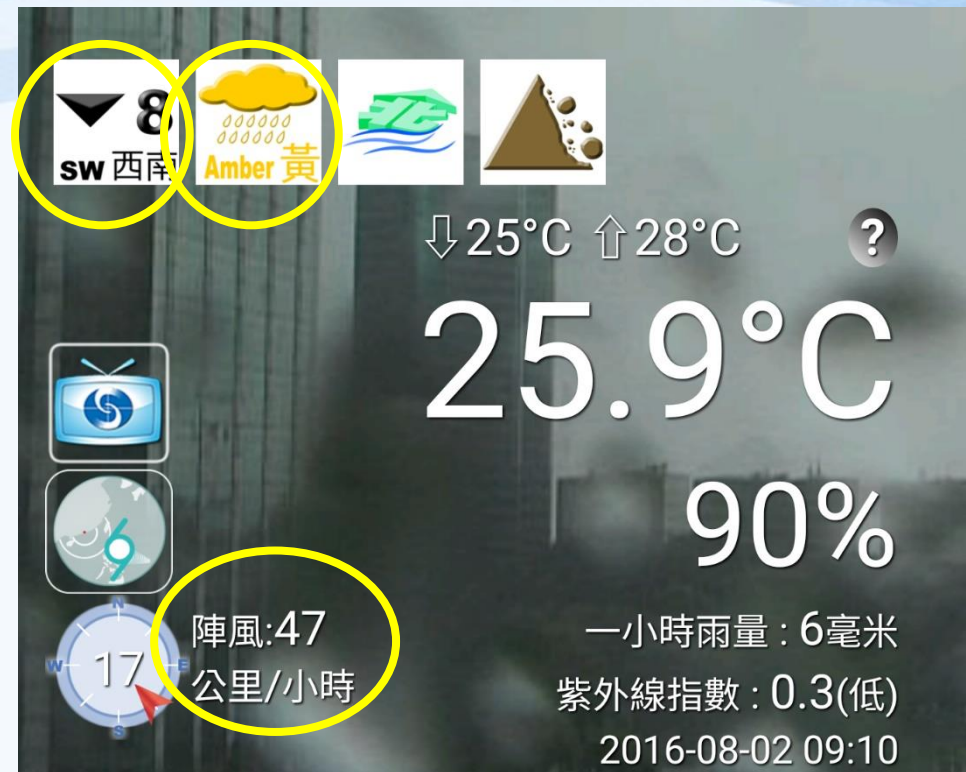 8
SW 西南
Amber 黃
北
25°C 28°C
?
25.9°C
90%
N
W 17 E
S
陣風:47
公里/小時
一小時雨量 : 6毫米
紫外線指數 : 0.3(低)
2016-08-02 09:10